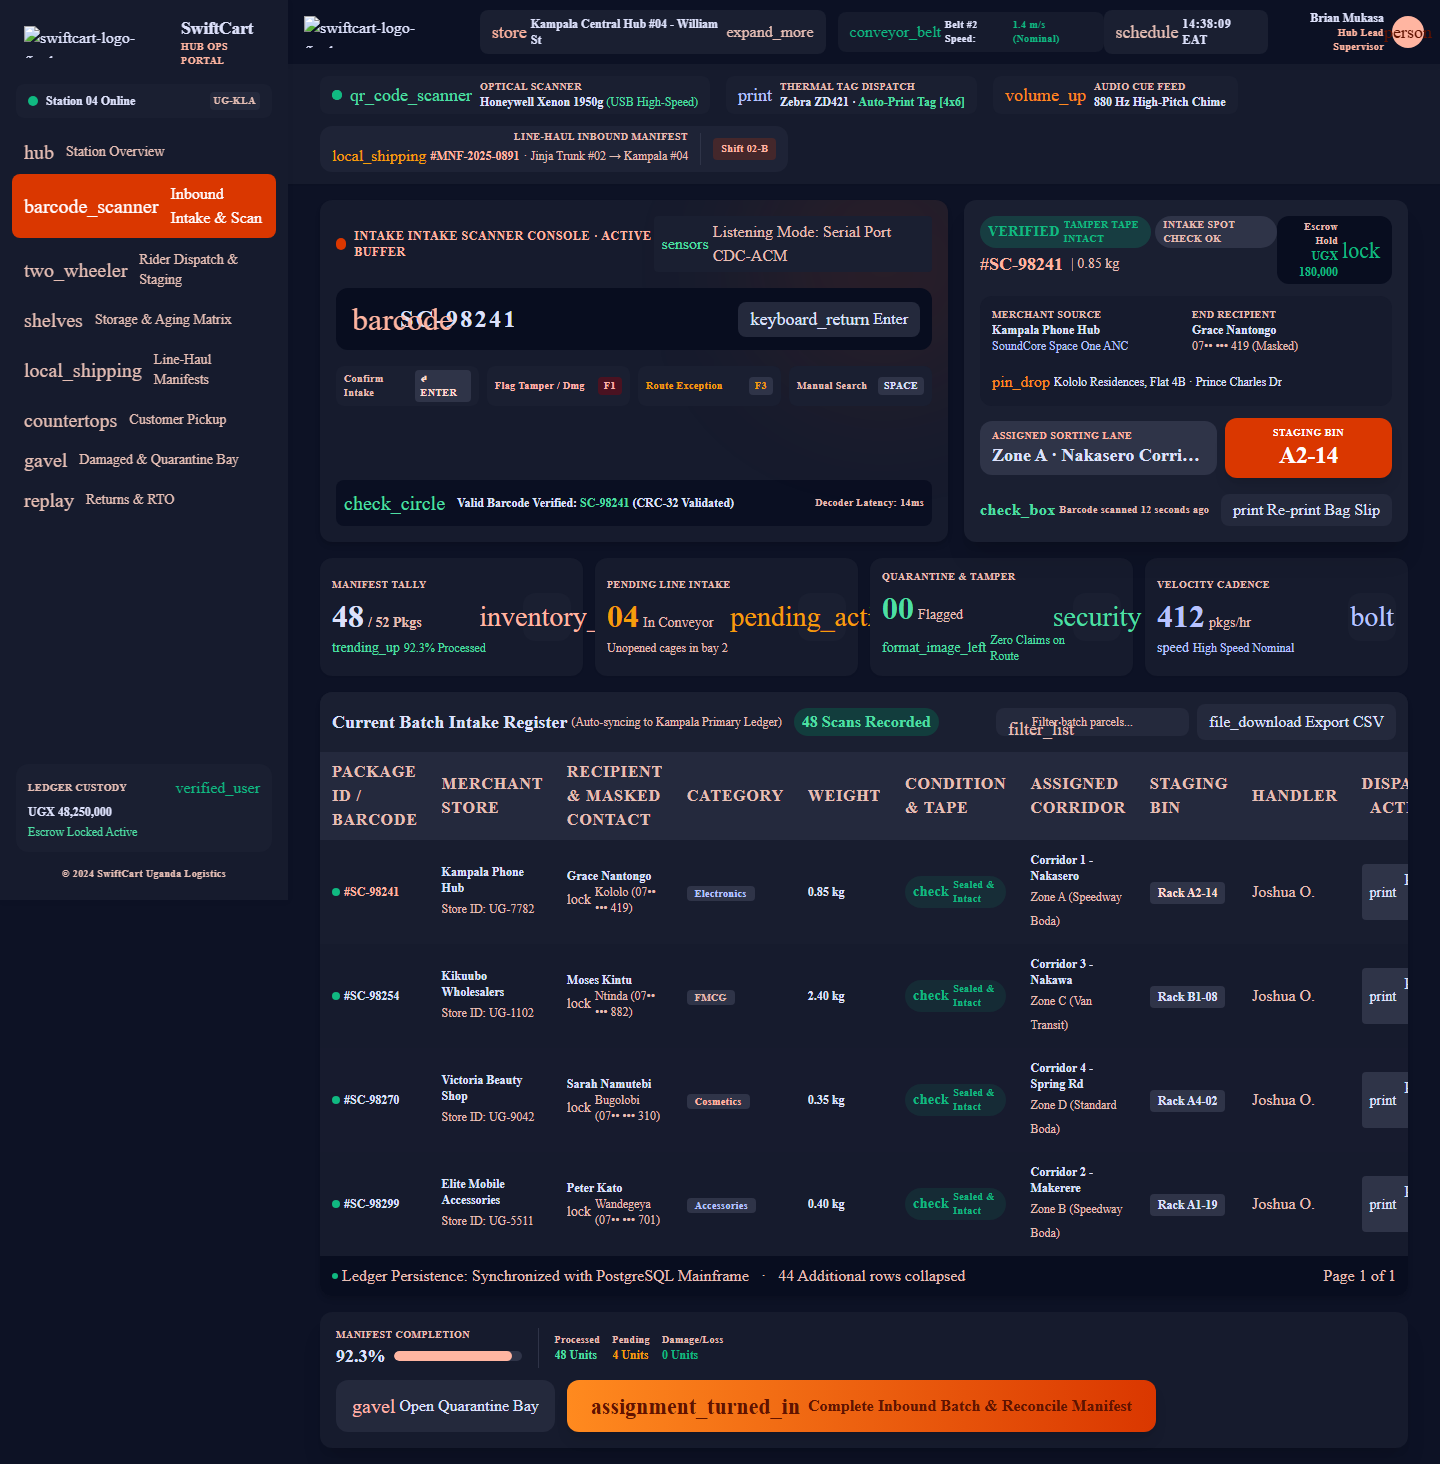 swiftcart-logo-
SwiftCart
HUB OPS
PORTAL
Station 04 Online
UG-KLA
hub Station Overview
barcode_scanner Inbound
Intake & Scan
two_wheeler Rider Dispatch &
Staging
shelves Storage & Aging Matrix
local_shipping Line-Haul
Manifests
countertops Customer Pickup
gavel Damaged & Quarantine Bay
replay Returns & RTO
LEDGER CUSTODY verified_user
UGX 48,250,000
Escrow Locked Active
© 2024 SwiftCart Uganda Logistics
swiftcart-logo-
store Kampala Central Hub #04 - William
St expand_more
conveyor_belt Belt #2
Speed: 1.4 m/s
(Nominal)
schedule 14:38:09
EAT
Brian Mukasa
Hub Lead
Supervisor
person
qr_code_scanner OPTICAL SCANNER
Honeywell Xenon 1950g (USB High-Speed)
print THERMAL TAG DISPATCH
Zebra ZD421 · Auto-Print Tag [4x6]
volume_up AUDIO CUE FEED
880 Hz High-Pitch Chime
LINE-HAUL INBOUND MANIFEST
local_shipping #MNF-2025-0891 · Jinja Trunk #02 → Kampala #04
Shift 02-B
INTAKE INTAKE SCANNER CONSOLE · ACTIVE
BUFFER
sensors Listening Mode: Serial Port
CDC-ACM
barcode SC-98241
keyboard_return Enter
Confirm
Intake
↲
ENTER
Flag Tamper / Dmg F1
Route Exception F3
Manual Search SPACE
check_circle Valid Barcode Verified: SC-98241 (CRC-32 Validated)
Decoder Latency: 14ms
VERIFIED TAMPER TAPE
INTACT
INTAKE SPOT
CHECK OK
#SC-98241 | 0.85 kg
Escrow
Hold
UGX
180,000
lock
MERCHANT SOURCE
Kampala Phone Hub
SoundCore Space One ANC
END RECIPIENT
Grace Nantongo
07•• ••• 419 (Masked)
pin_drop Kololo Residences, Flat 4B · Prince Charles Dr
ASSIGNED SORTING LANE
Zone A · Nakasero Corri…
STAGING BIN
A2-14
check_box Barcode scanned 12 seconds ago
print Re-print Bag Slip
MANIFEST TALLY
48 / 52 Pkgs
trending_up 92.3% Processed
inventory_
PENDING LINE INTAKE
04 In Conveyor
Unopened cages in bay 2
pending_acti
QUARANTINE & TAMPER
00 Flagged
format_image_left Zero Claims on
Route
security
VELOCITY CADENCE
412 pkgs/hr
speed High Speed Nominal
bolt
Current Batch Intake Register (Auto-syncing to Kampala Primary Ledger)
48 Scans Recorded
filter_list Filter batch parcels...
file_download Export CSV
PACKAGE
ID /
BARCODE
MERCHANT
STORE
RECIPIENT
& MASKED
CONTACT
CATEGORY
WEIGHT
CONDITION
& TAPE
ASSIGNED
CORRIDOR
STAGING
BIN
HANDLER
DISPA
ACTI
#SC-98241
Kampala Phone
Hub
Store ID: UG-7782
Grace Nantongo
lock Kololo (07••
••• 419)
Electronics
0.85 kg
check Sealed &
Intact
Corridor 1 -
Nakasero
Zone A (Speedway
Boda)
Rack A2-14
Joshua O.
print
#SC-98254
Kikuubo
Wholesalers
Store ID: UG-1102
Moses Kintu
lock Ntinda (07••
••• 882)
FMCG
2.40 kg
check Sealed &
Intact
Corridor 3 -
Nakawa
Zone C (Van
Transit)
Rack B1-08
Joshua O.
print
#SC-98270
Victoria Beauty
Shop
Store ID: UG-9042
Sarah Namutebi
lock Bugolobi
(07•• ••• 310)
Cosmetics
0.35 kg
check Sealed &
Intact
Corridor 4 -
Spring Rd
Zone D (Standard
Boda)
Rack A4-02
Joshua O.
print
#SC-98299
Elite Mobile
Accessories
Store ID: UG-5511
Peter Kato
lock Wandegeya
(07•• ••• 701)
Accessories
0.40 kg
check Sealed &
Intact
Corridor 2 -
Makerere
Zone B (Speedway
Boda)
Rack A1-19
Joshua O.
print
Ledger Persistence: Synchronized with PostgreSQL Mainframe · 44 Additional rows collapsed
Page 1 of 1
MANIFEST COMPLETION
92.3%
Processed
48 Units
Pending
4 Units
Damage/Loss
0 Units
gavel Open Quarantine Bay
assignment_turned_in Complete Inbound Batch & Reconcile Manifest